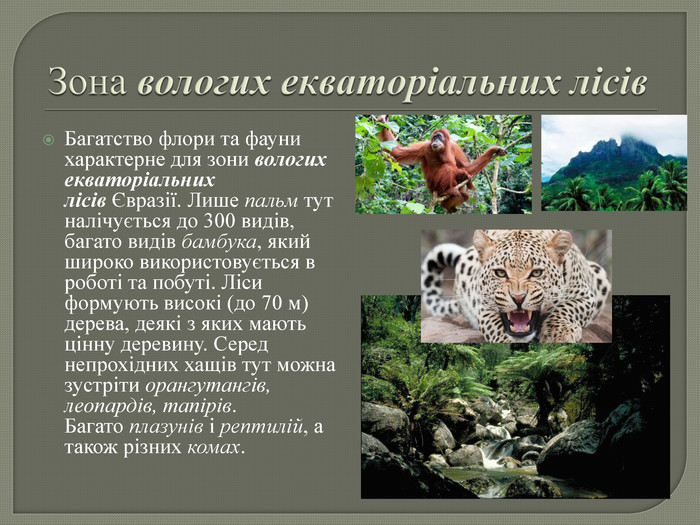 Зона вологих екваторіальних лісів
Багатство флори та фауни
характерне для зони вологих
екваторіальних
лісів Євразії. Лише пальм тут
налічується до 300 видів,
багато видів бамбука, який
широко використовується в
роботі та побуті. Ліси
формують високі (до 70 м)
дерева, деякі з яких мають
цінну деревину. Серед
непрохідних хащів тут можна
зустріти орангутангів,
леопардів, тапірів.
Багато плазунів і рептилій, а
також різних комах.